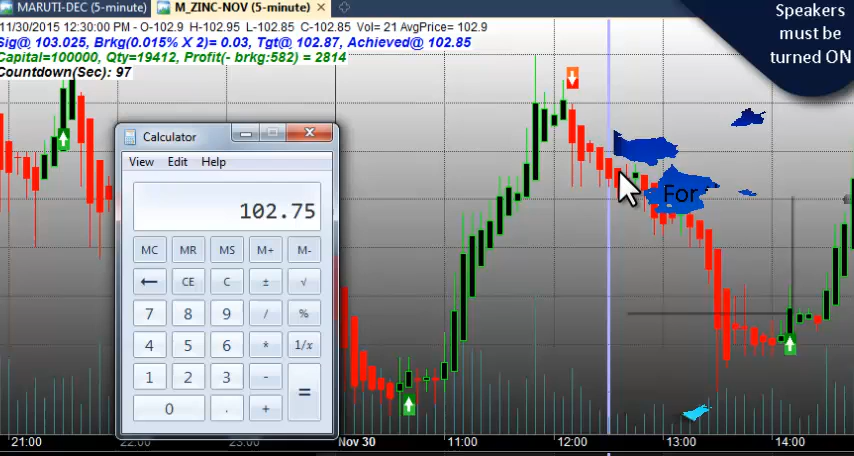 MARUTI-DEC (5-minute)
M_ZINC-NOV (5-minute)
11/30/2015 12:30:00 PM - O-102.9 H-102.95 L-102.85 C-102.85 Vol= 21 AvgPrice= 102.9
Sig@ 103.025, Brkg(0.015% X 2)= 0.03, Tgt@ 102.87, Achieved@ 102.85
Capital=100000, Qty=19412, Profit(- brkg:582) = 2814
Countdown(Sec): 97
Speakers
must be
turned ON
Calculator
View Edit Help
102.75
MC MR MS M+ M-
← CE C ± √
7 8 9 / %
4 5 6 * 1/x
1 2 3 - =
0 . +
For
21:00 22:00 23:00 Nov 30 11:00 12:00 13:00 14:00